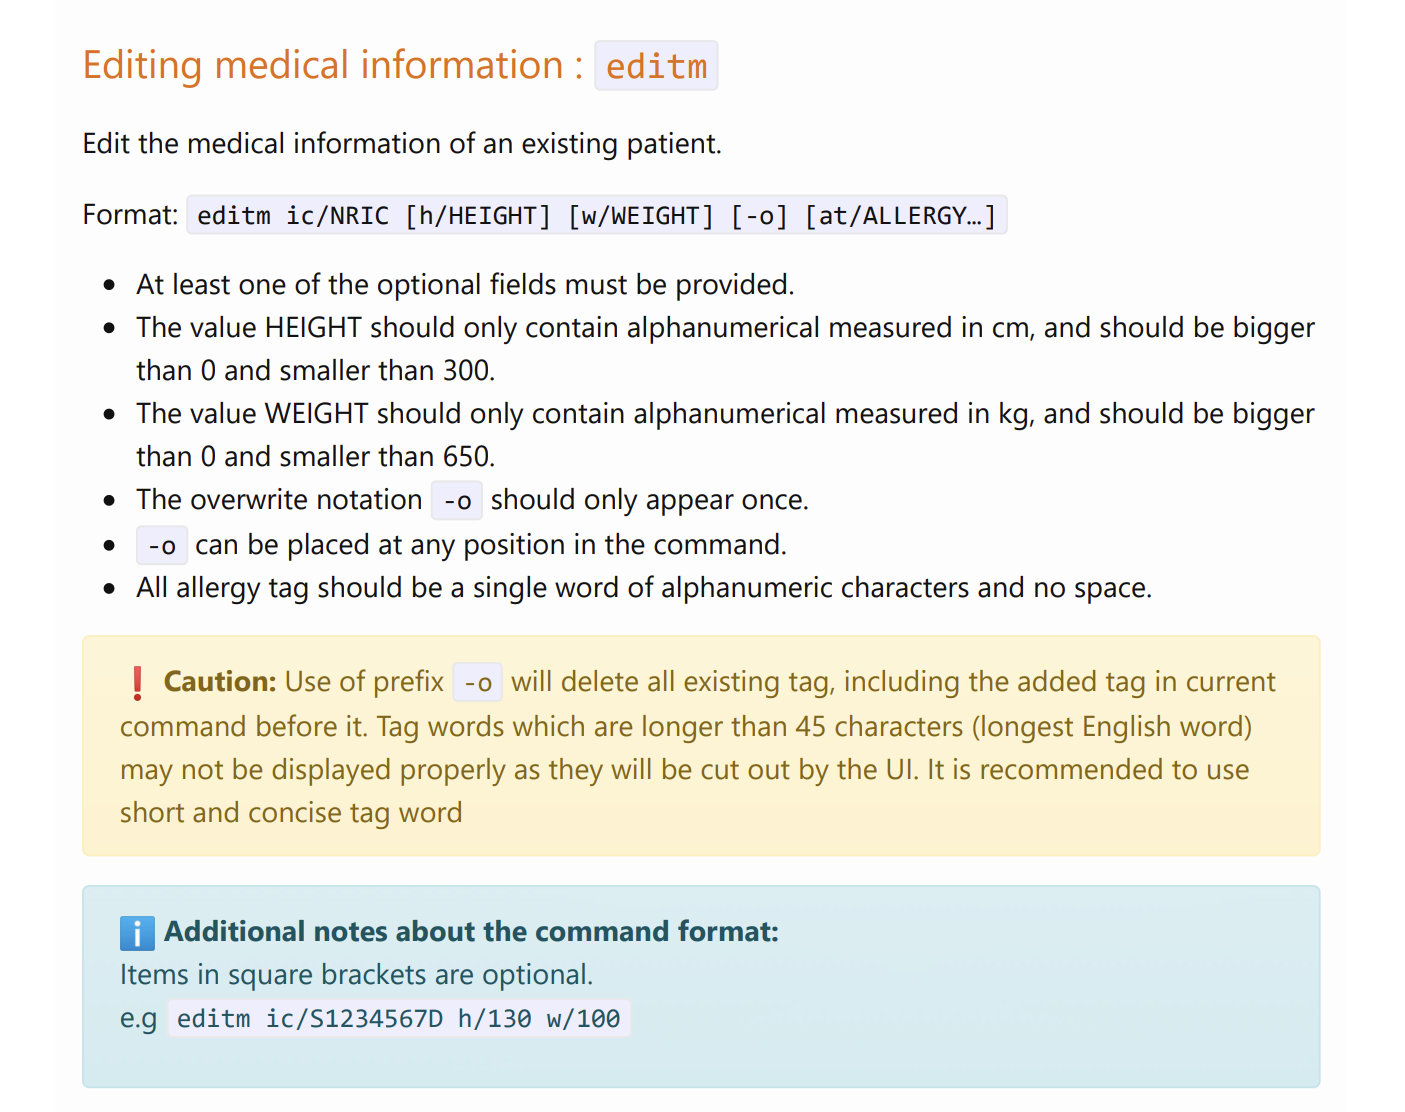 Editing medical information : editm
Edit the medical information of an existing patient.
Format: editm ic/NRIC [h/HEIGHT] [w/WEIGHT] [-o] [at/ALLERGY…]
• At least one of the optional fields must be provided.
• The value HEIGHT should only contain alphanumerical measured in cm, and should be bigger
than 0 and smaller than 300.
• The value WEIGHT should only contain alphanumerical measured in kg, and should be bigger
than 0 and smaller than 650.
• The overwrite notation -o should only appear once.
• -o can be placed at any position in the command.
• All allergy tag should be a single word of alphanumeric characters and no space.
❗ Caution: Use of prefix -o will delete all existing tag, including the added tag in current
command before it. Tag words which are longer than 45 characters (longest English word)
may not be displayed properly as they will be cut out by the UI. It is recommended to use
short and concise tag word
ℹ️ Additional notes about the command format:
Items in square brackets are optional.
e.g editm ic/S1234567D h/130 w/100